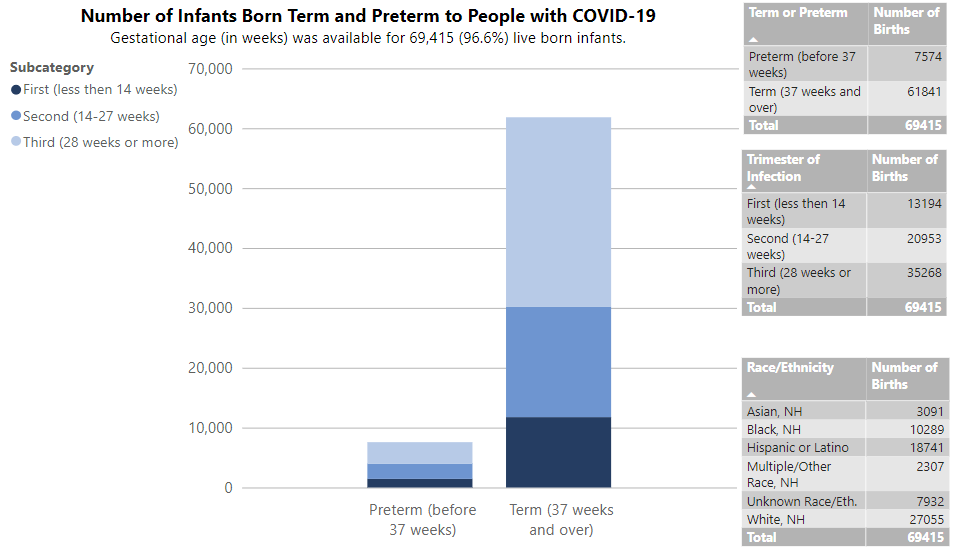 Number of Infants Born Term and Preterm to People with COVID-19
Gestational age (in weeks) was available for 69,415 (96.6%) live born infants.
Subcategory
First (less then 14 weeks)
Second (14-27 weeks)
Third (28 weeks or more)
70,000
60,000
50,000
40,000
30,000
20,000
10,000
0
Preterm (before
37 weeks)
Term (37 weeks
and over)
Term or Preterm Number of
Births
Preterm (before 37 7574
weeks)
Term (37 weeks and 61841
over)
Total 69415
Trimester of Number of
Infection Births
First (less then 14 13194
weeks)
Second (14-27 20953
weeks)
Third (28 weeks or 35268
more)
Total 69415
Race/Ethnicity Number of
Births
Asian, NH 3091
Black, NH 10289
Hispanic or Latino 18741
Multiple/Other 2307
Race, NH
Unknown Race/Eth. 7932
White, NH 27055
Total 69415